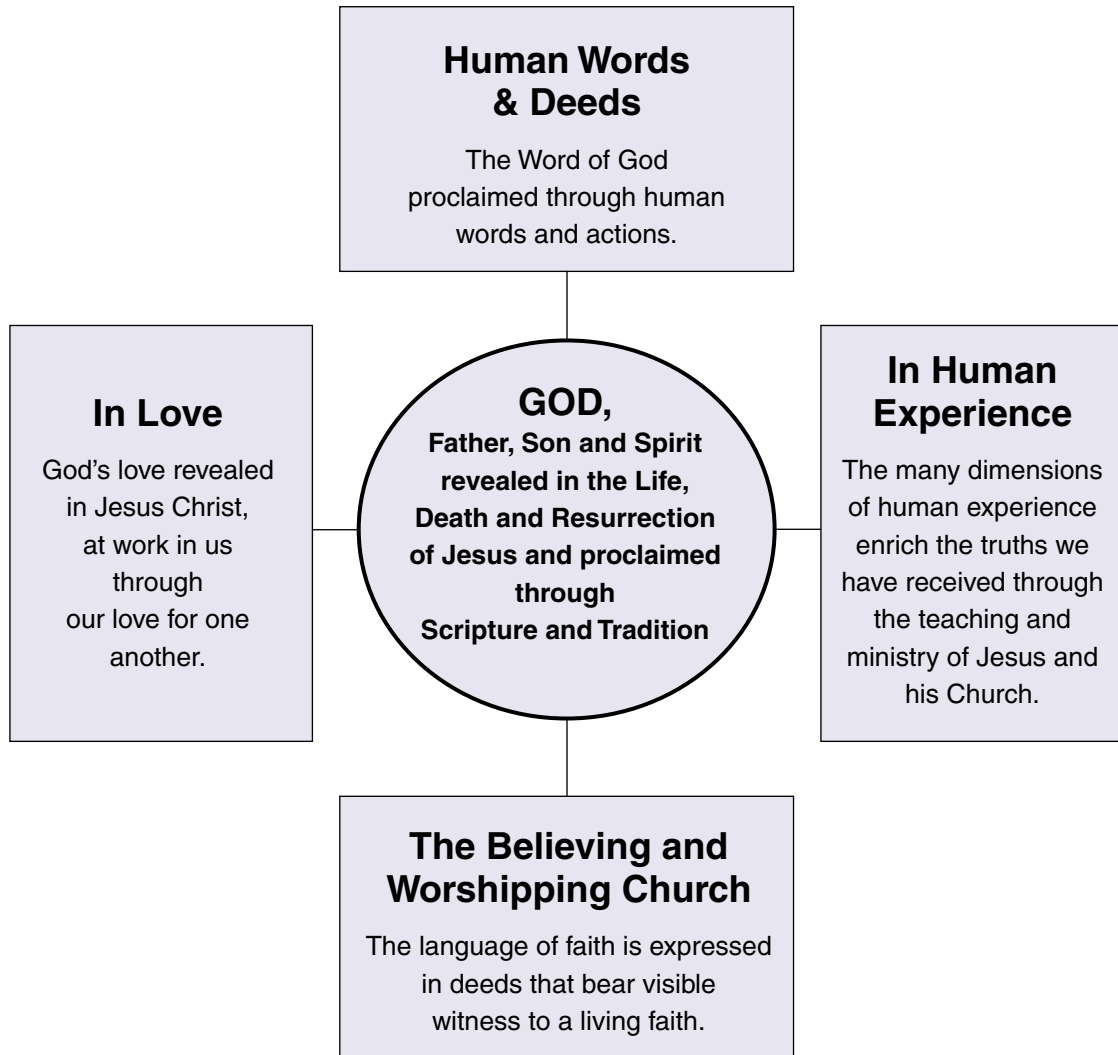 Human Words
& Deeds
The Word of God
proclaimed through human
words and actions.
In Love
God’s love revealed
in Jesus Christ,
at work in us
through
our love for one
another.
GOD,
Father, Son and Spirit
revealed in the Life,
Death and Resurrection
of Jesus and proclaimed
through
Scripture and Tradition
In Human
Experience
The many dimensions
of human experience
enrich the truths we
have received through
the teaching and
ministry of Jesus and
his Church.
The Believing and
Worshipping Church
The language of faith is expressed
in deeds that bear visible
witness to a living faith.